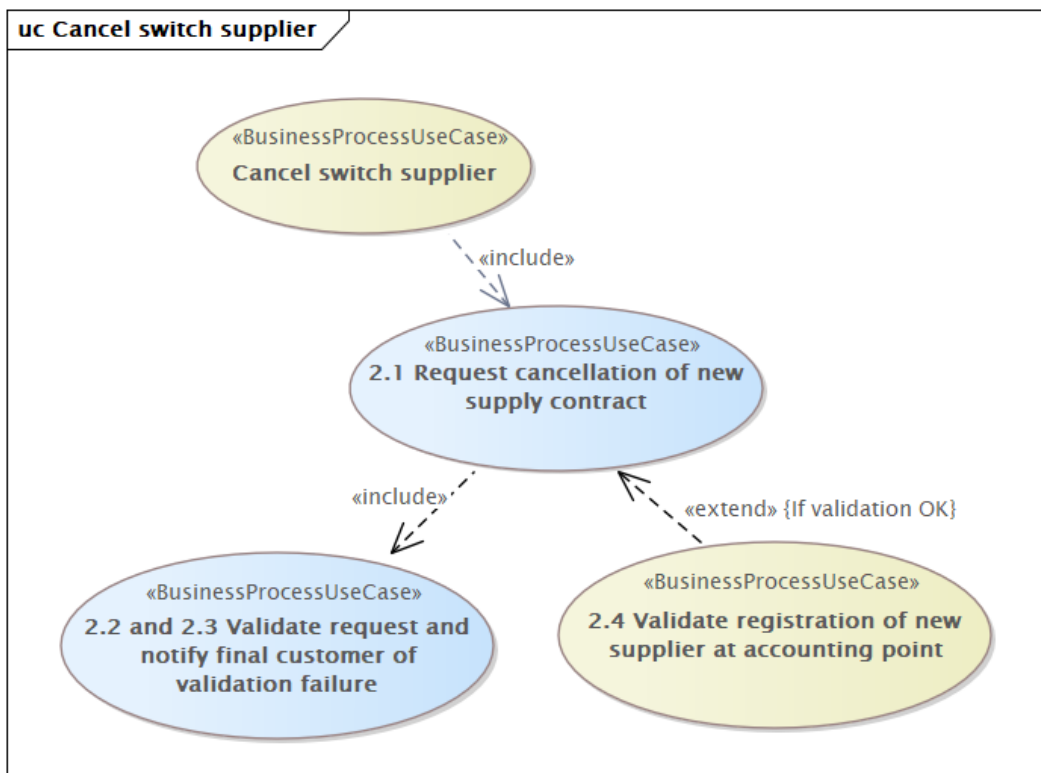 uc Cancel switch supplier
«BusinessProcessUseCase»
Cancel switch supplier
«include»
«BusinessProcessUseCase»
2.1 Request cancellation of new
supply contract
«include»
«extend» {If validation OK}
«BusinessProcessUseCase»
2.2 and 2.3 Validate request and
notify final customer of
validation failure
«BusinessProcessUseCase»
2.4 Validate registration of new
supplier at accounting point